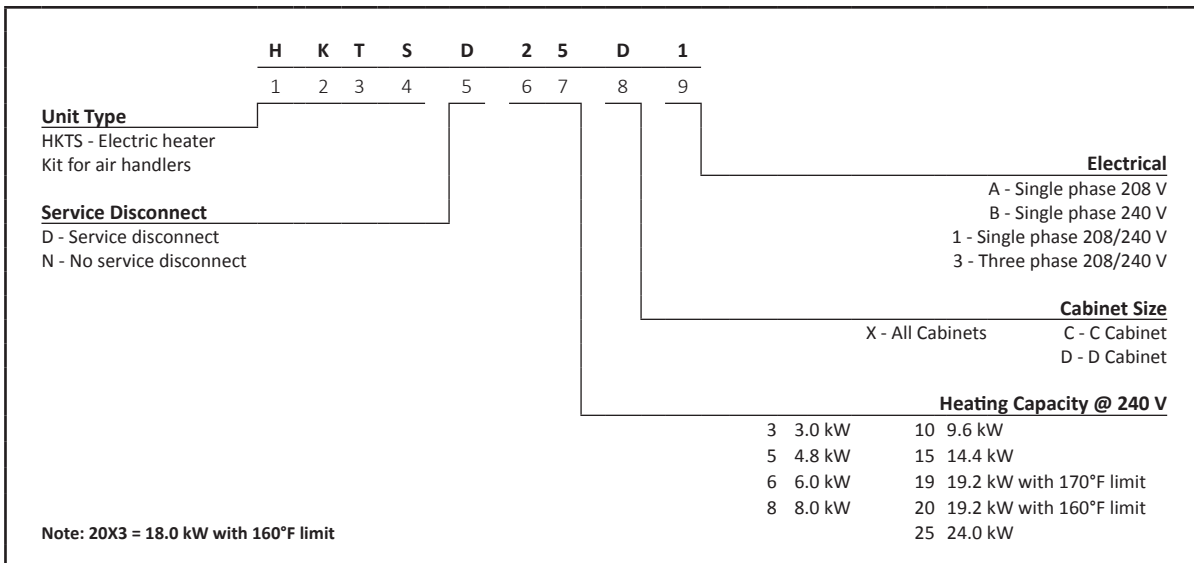 H K T S D 2 5 D 1
1 2 3 4 5 6 7 8 9
Unit Type
HKTS - Electric heater
Kit for air handlers
Service Disconnect
D - Service disconnect
N - No service disconnect
Electrical
A - Single phase 208 V
B - Single phase 240 V
1 - Single phase 208/240 V
3 - Three phase 208/240 V
Cabinet Size
X - All Cabinets C - C Cabinet
D - D Cabinet
Heating Capacity @ 240 V
3 3.0 kW 10 9.6 kW
5 4.8 kW 15 14.4 kW
6 6.0 kW 19 19.2 kW with 170°F limit
8 8.0 kW 20 19.2 kW with 160°F limit
25 24.0 kW
Note: 20X3 = 18.0 kW with 160°F limit